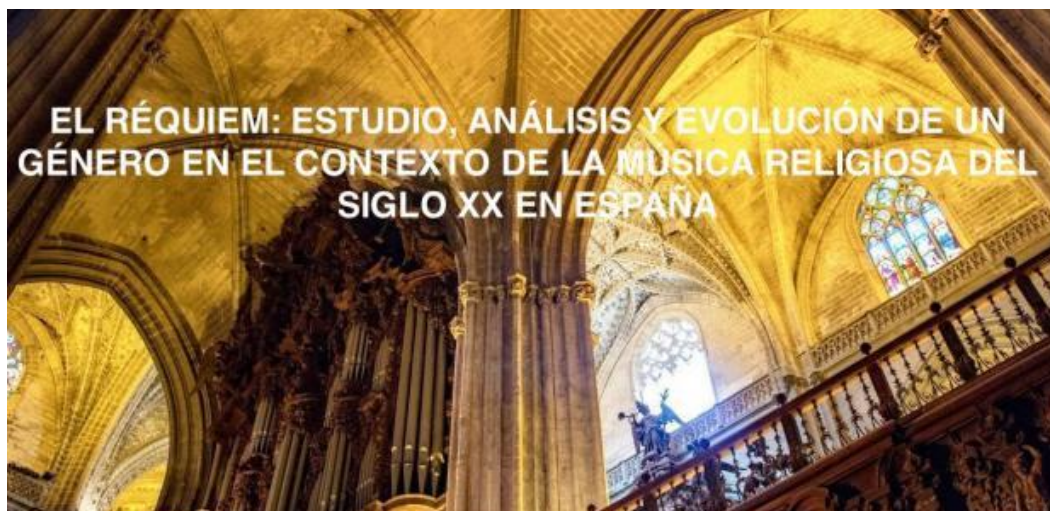 EL RÉQUIEM: ESTUDIO, ANÁLISIS Y EVOLUCIÓN DE UN
GÉNERO EN EL CONTEXTO DE LA MÚSICA RELIGIOSA DEL
SIGLO XX EN ESPAÑA